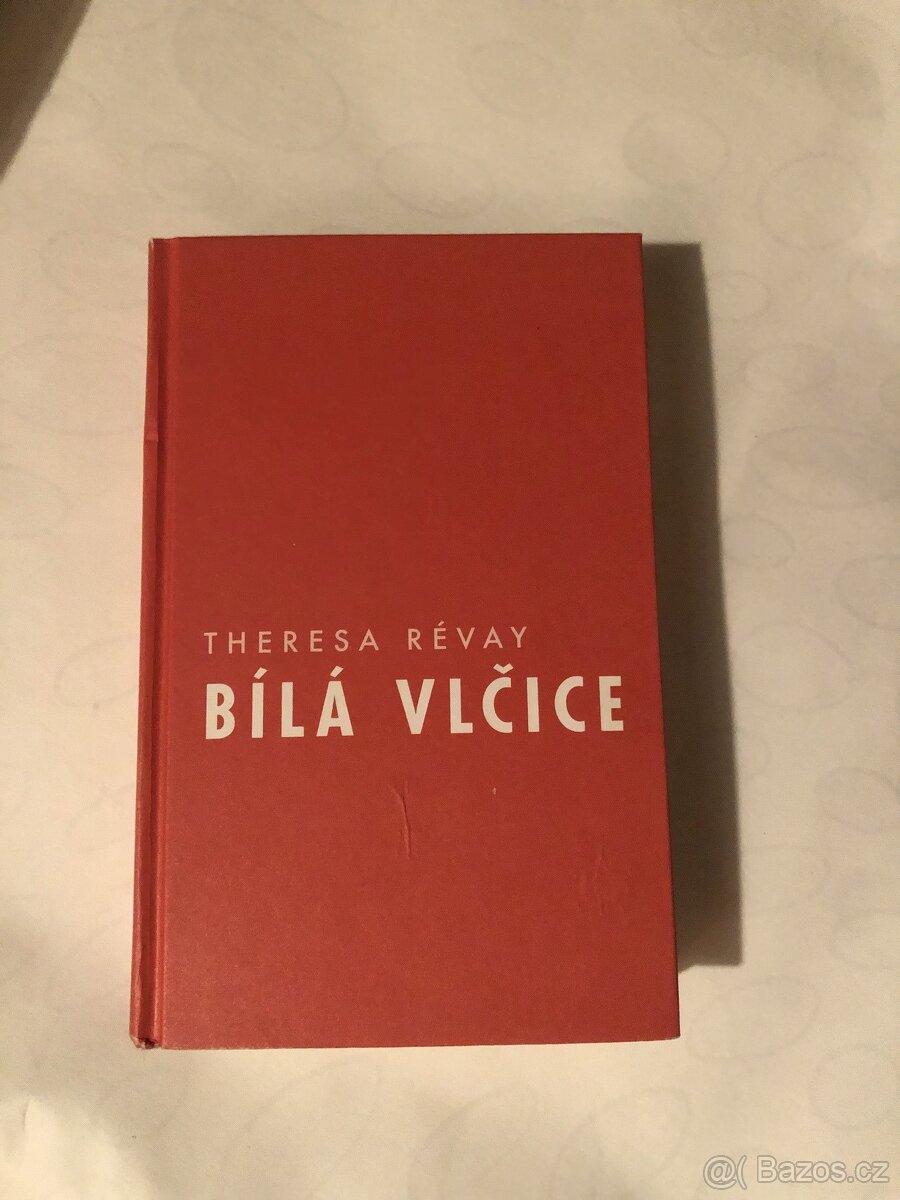 THERESA RÉVAY
BÍLÁ VLČICE
@( Bazos.cz